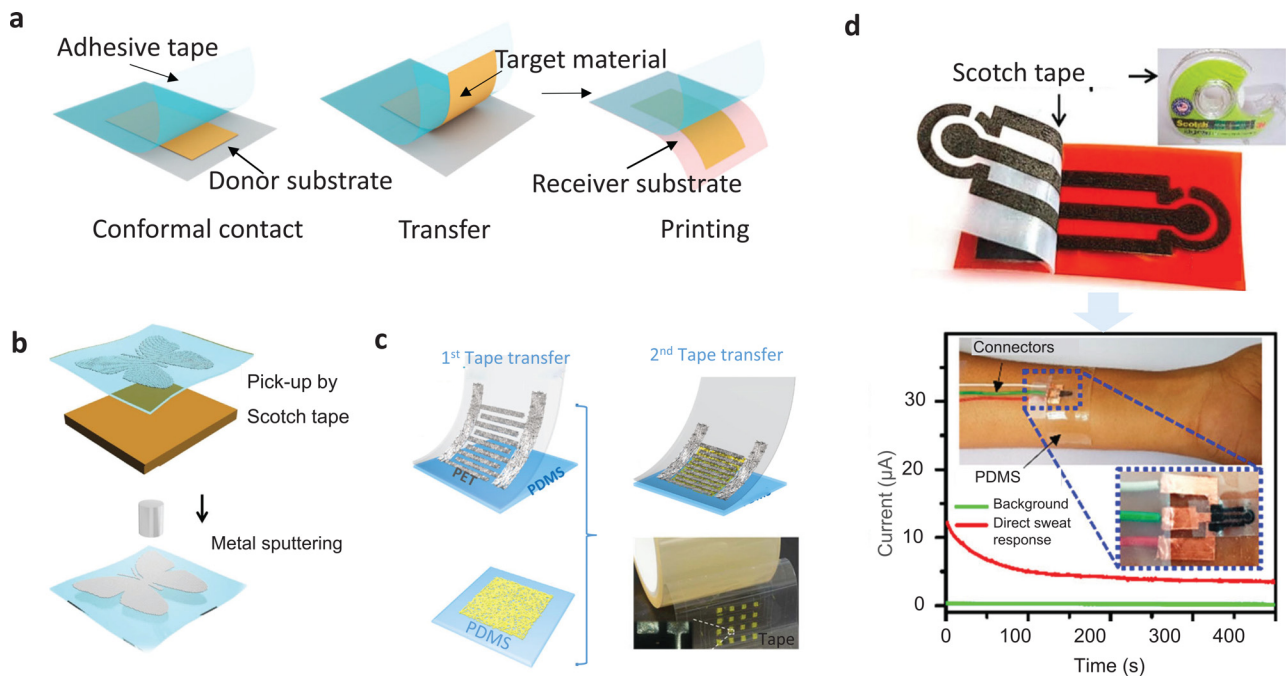 a
Adhesive tape
Target material
Donor substrate
Receiver substrate
Conformal contact
Transfer
Printing
b
Pick-up by
Scotch tape
Metal sputtering
c
1st Tape transfer
2nd Tape transfer
PET
PDMS
PDMS
Tape
d
Scotch tape
Scotch
Connectors
PDMS
Background
Direct sweat
response
Current (µA)
30
20
10
0
0
100
200
300
400
Time (s)